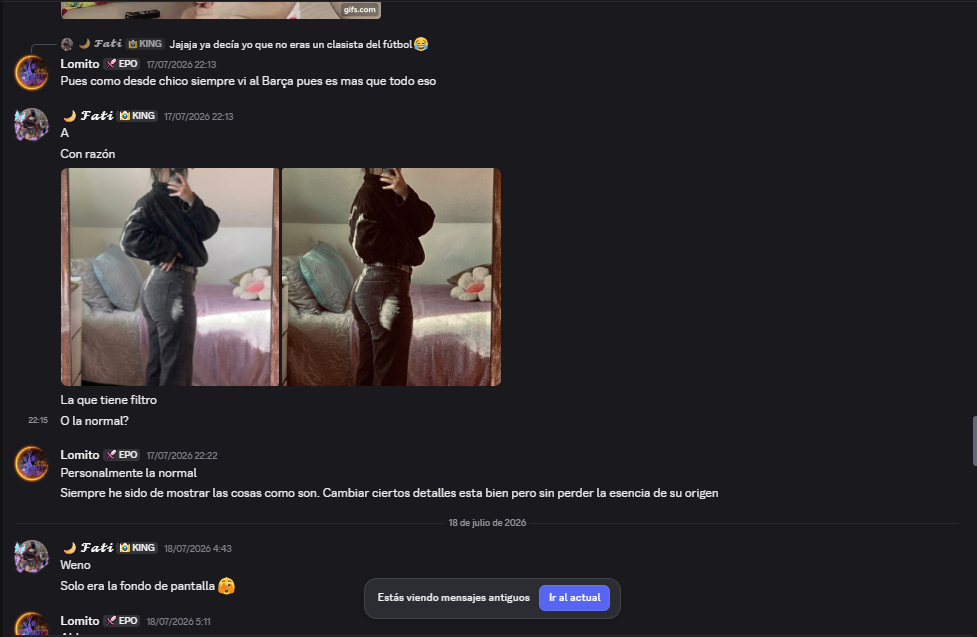 gifs.com
🌙 𝓕𝓪𝓽𝓲 KING Jajaja ya decía yo que no eras un clasista del fútbol😂
Lomito EPO 17/07/2026 22:13
Pues como desde chico siempre vi al Barça pues es mas que todo eso
🌙 𝓕𝓪𝓽𝓲 KING 17/07/2026 22:13
A
Con razón
La que tiene filtro
22:15 O la normal?
Lomito EPO 17/07/2026 22:22
Personalmente la normal
Siempre he sido de mostrar las cosas como son. Cambiar ciertos detalles esta bien pero sin perder la esencia de su origen
18 de julio de 2026
🌙 𝓕𝓪𝓽𝓲 KING 18/07/2026 4:43
Weno
Solo era la fondo de pantalla 🫣
Estás viendo mensajes antiguos Ir al actual
Lomito EPO 18/07/2026 5:11